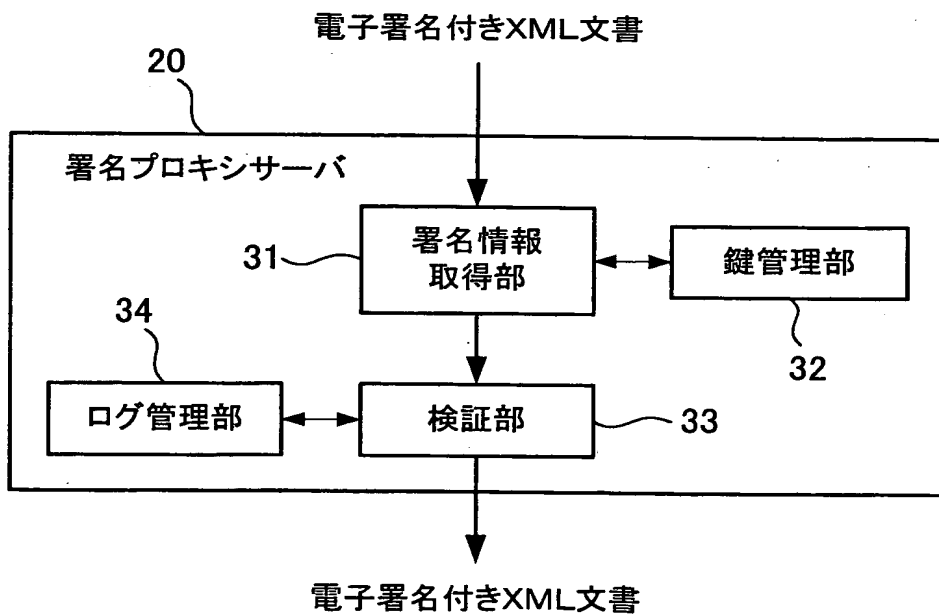 電子署名付きXML文書
20
署名プロキシサーバ
31
署名情報
取得部
鍵管理部
32
34
ログ管理部
検証部
33
電子署名付きXML文書